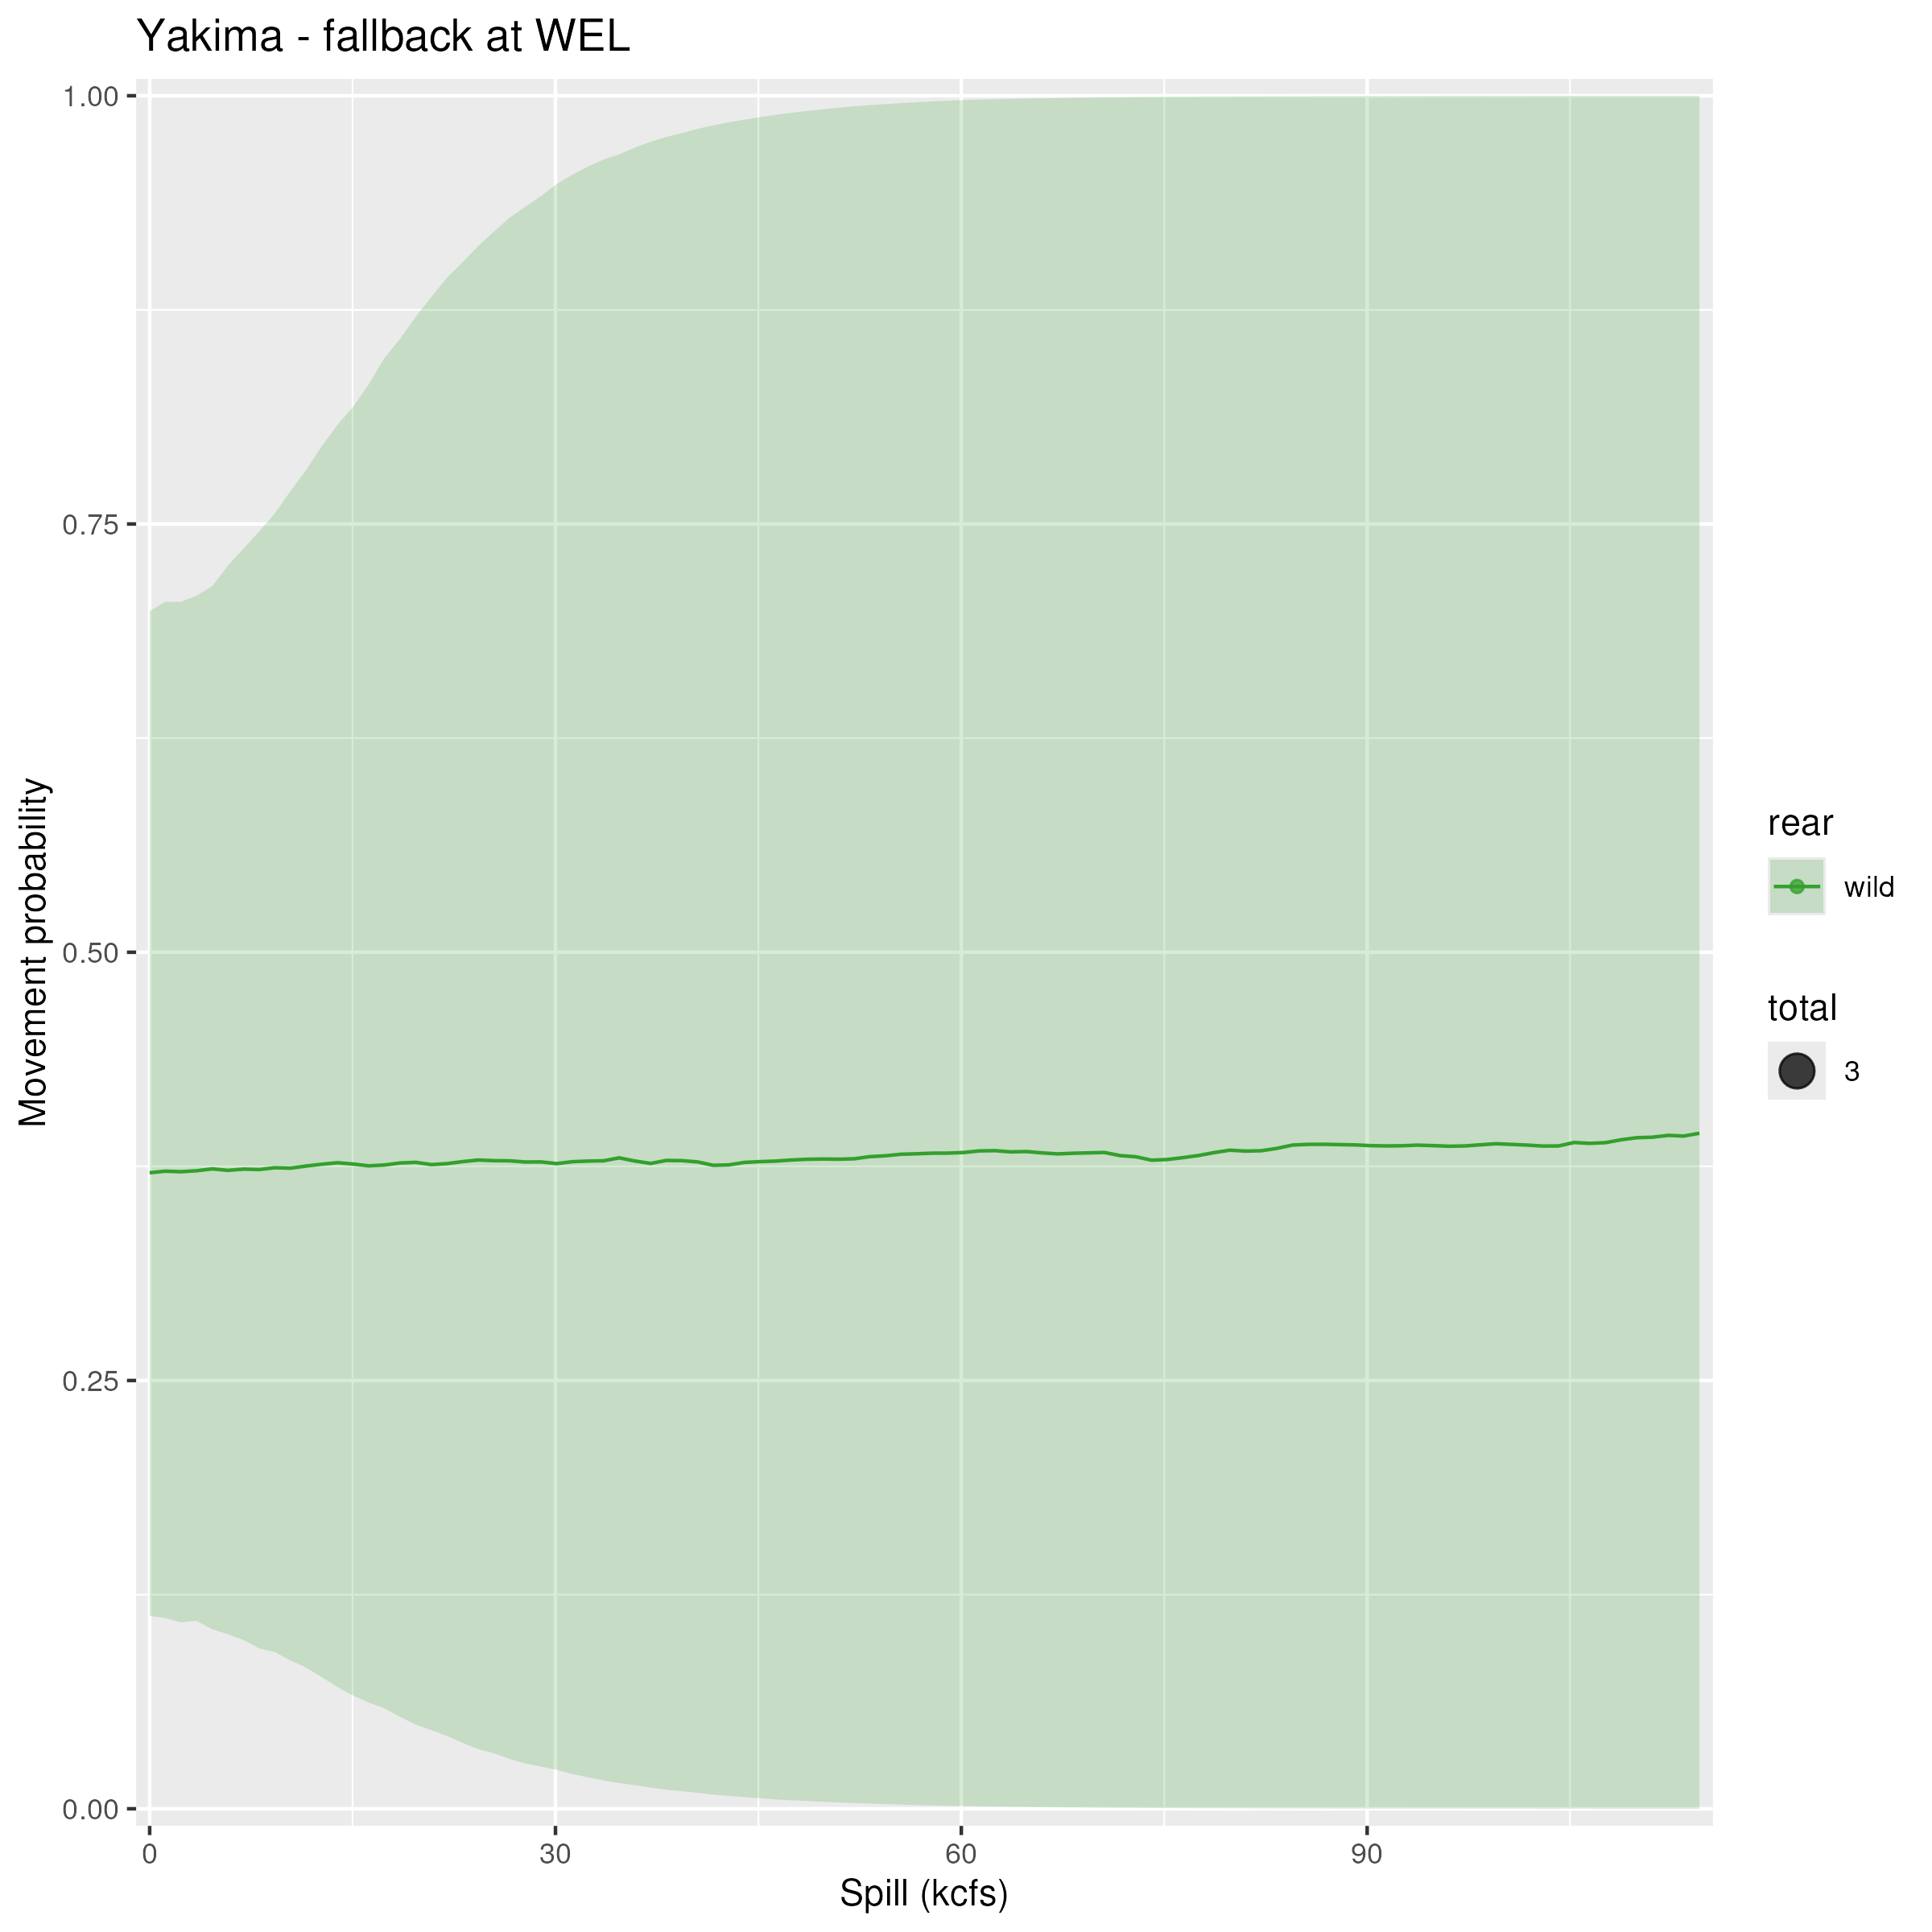 Yakima - fallback at WEL
1.00
0.75
0.50
0.25
0.00
Movement probability
0
30
60
90
Spill (kcfs)
rear
wild
total
3